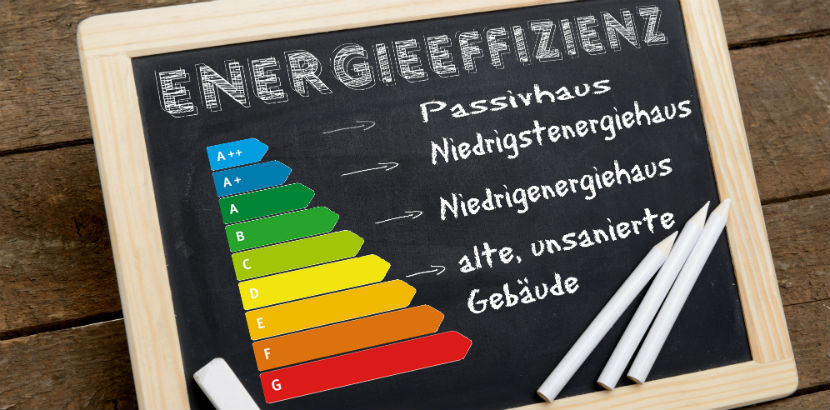 ENERGIEEFFIZIENZ
A++
A+
A
B
C
D
E
F
G
Passivhaus
Niedrigstenergiehaus
Niedrigenergiehaus
alte, unsanierte
Gebäude